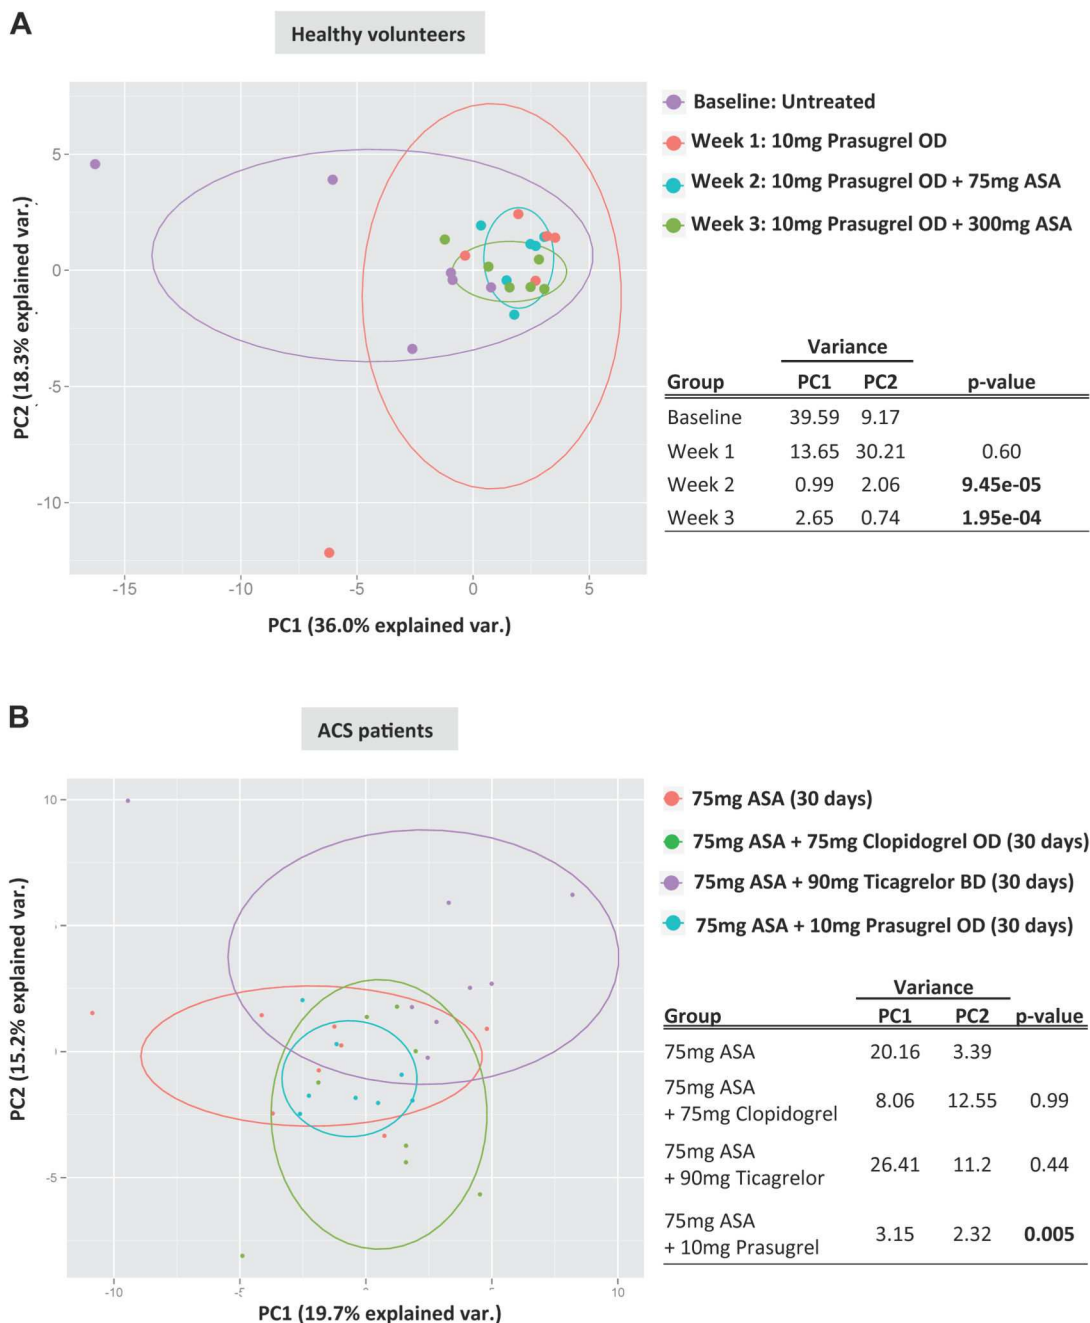 A
Healthy volunteers
5
0
-5
-10
-15
-10
-5
0
5
PC2 (18.3% explained var.)
PC1 (36.0% explained var.)
Baseline: Untreated
Week 1: 10mg Prasugrel OD
Week 2: 10mg Prasugrel OD + 75mg ASA
Week 3: 10mg Prasugrel OD + 300mg ASA
Variance
Group PC1 PC2 p-value
Baseline 39.59 9.17
Week 1 13.65 30.21 0.60
Week 2 0.99 2.06 9.45e-05
Week 3 2.65 0.74 1.95e-04
B
ACS patients
10
-5
-10
10
PC2 (15.2% explained var.)
PC1 (19.7% explained var.)
75mg ASA (30 days)
75mg ASA + 75mg Clopidogrel OD (30 days)
75mg ASA + 90mg Ticagrelor BD (30 days)
75mg ASA + 10mg Prasugrel OD (30 days)
Variance
Group PC1 PC2 p-value
75mg ASA 20.16 3.39
75mg ASA
+ 75mg Clopidogrel 8.06 12.55 0.99
75mg ASA
+ 90mg Ticagrelor 26.41 11.2 0.44
75mg ASA
+ 10mg Prasugrel 3.15 2.32 0.005